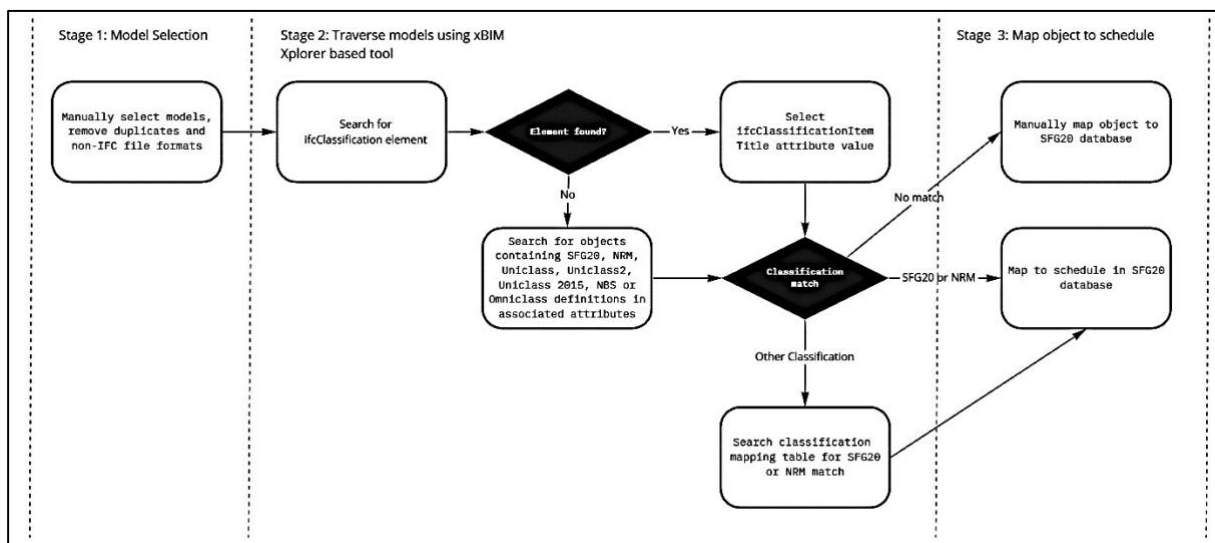 Stage 1: Model Selection
Stage 2: Traverse models using xBIM
Xplorer based tool
Stage 3: Map object to schedule
Manually select models,
remove duplicates and
non-IFC file formats
Search for
ifcClassification element
Element found?
Yes
Select
ifcClassificationItem
Title attribute value
Manually map object to
SFG20 database
No
No match
Search for objects
containing SFG20, NRM,
Uniclass, Uniclass2,
Uniclass 2015, NBS or
Omniclass definitions in
associated attributes
Classification
match
SFG20 or NRM
Map to schedule in SFG20
database
Other Classification
Search classification
mapping table for SFG20
or NRM match